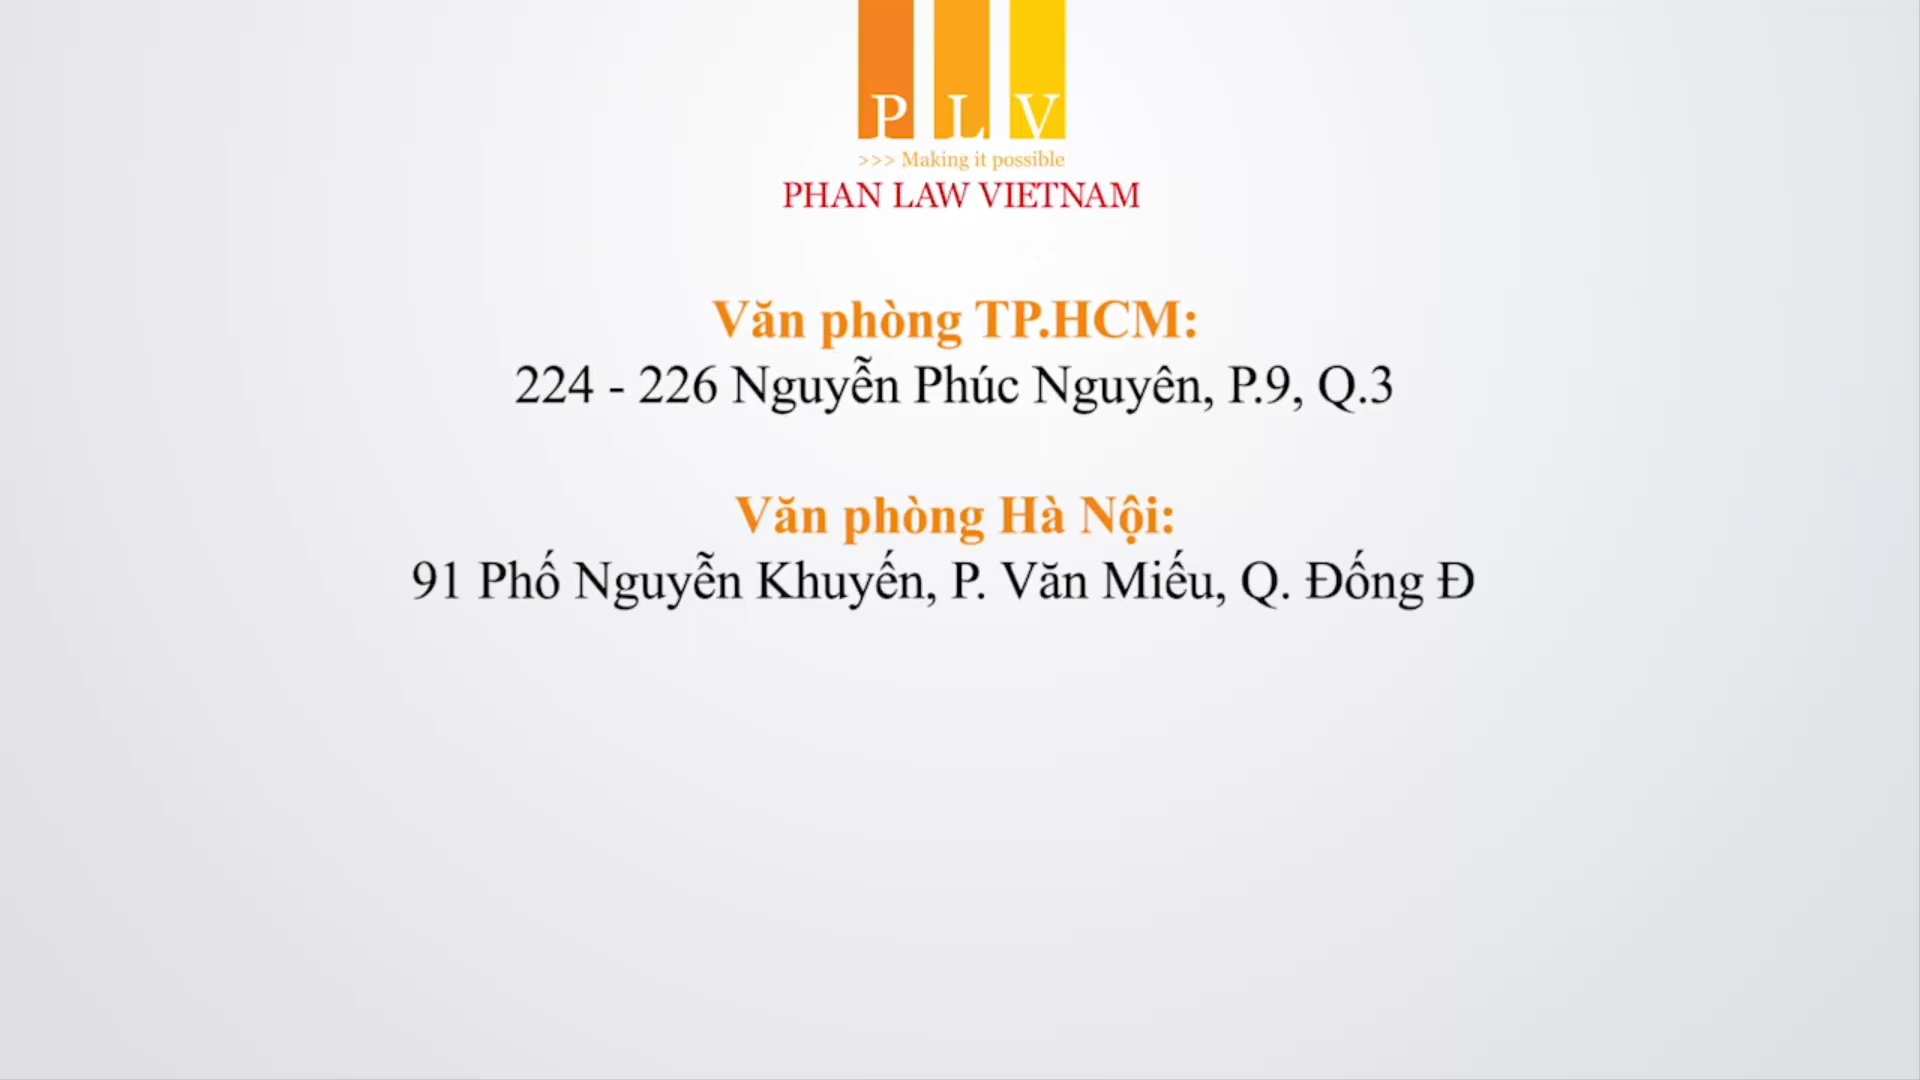 P L V
>>> Making it possible
PHAN LAW VIETNAM
Văn phòng TP.HCM:
224 - 226 Nguyễn Phúc Nguyên, P.9, Q.3
Văn phòng Hà Nội:
91 Phố Nguyễn Khuyến, P. Văn Miếu, Q. Đống Đ